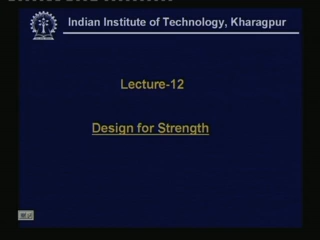 Indian Institute of Technology, Kharagpur
Lecture-12
Design for Strength